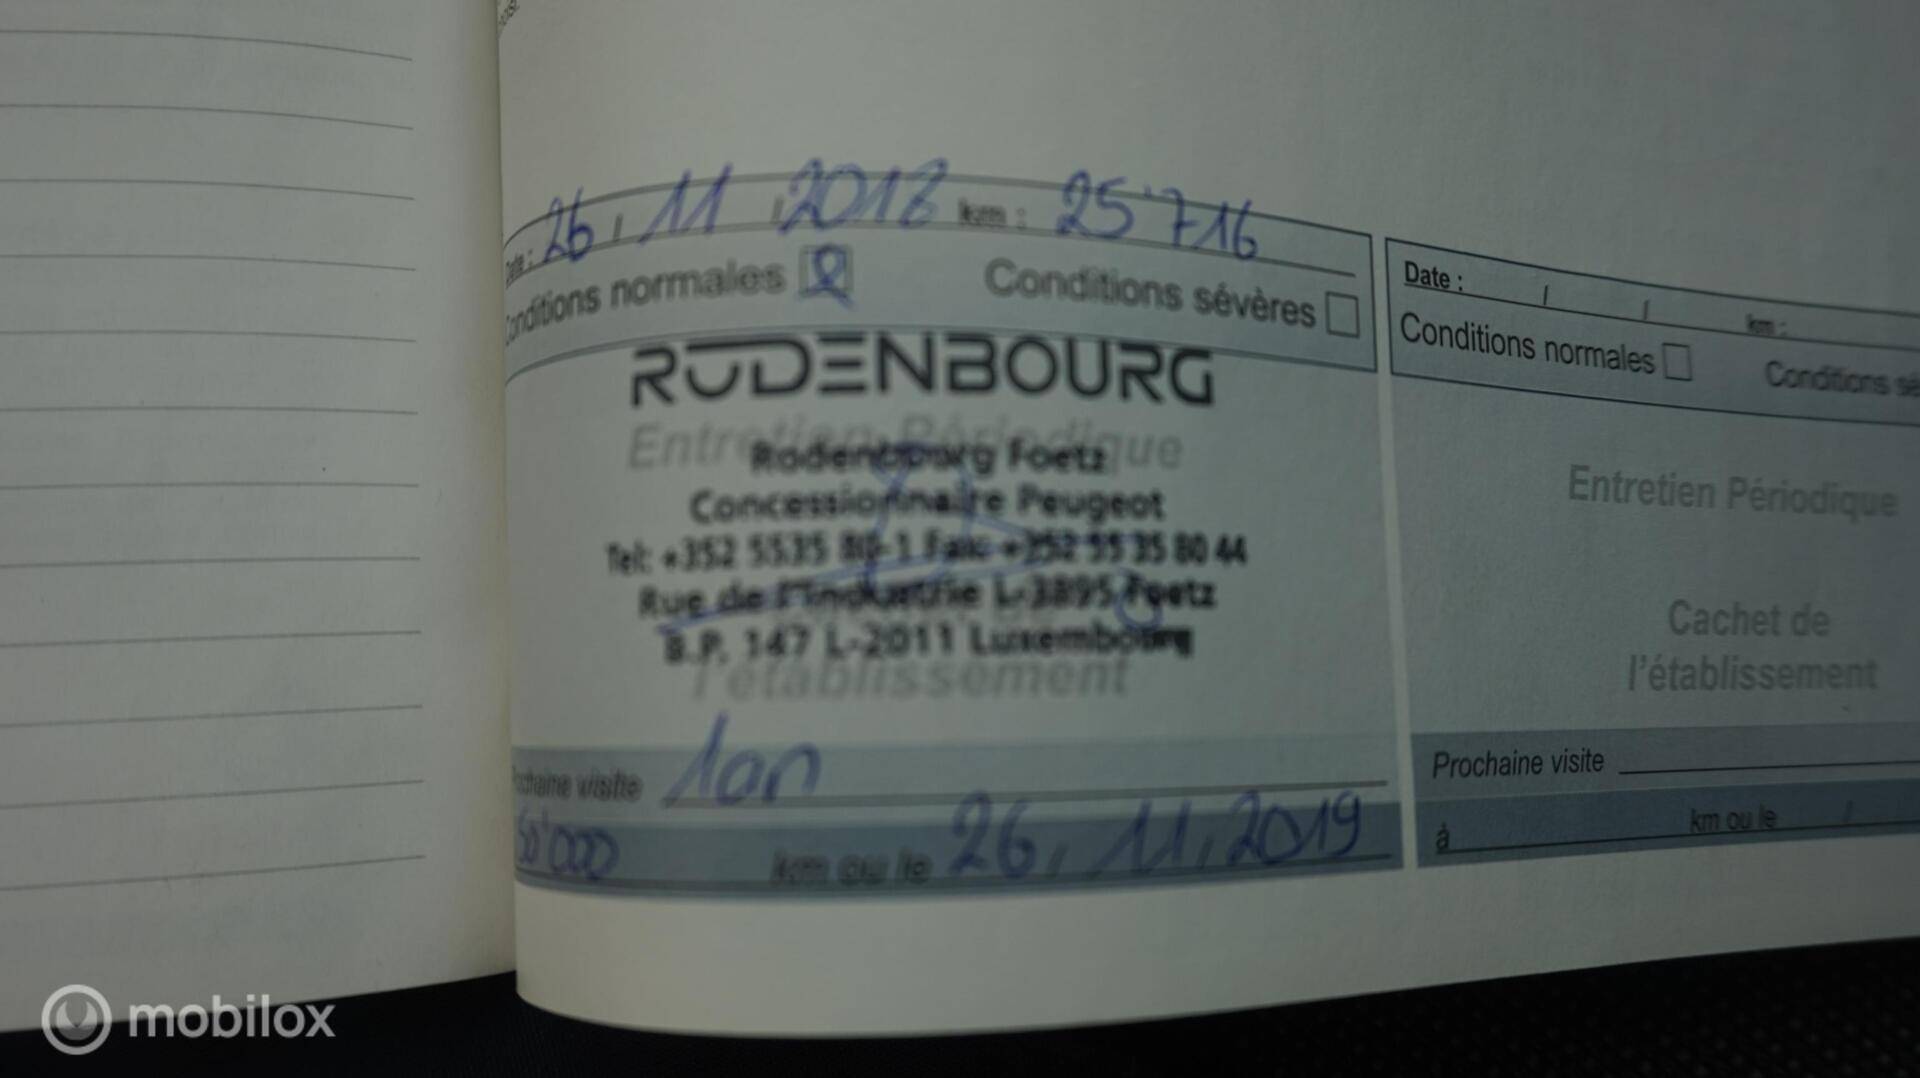 Date : 26 / 11 / 2018 km : 25'716
Conditions normales Conditions sévères
RODENBOURG
Entretien Périodique
Rodenbourg Foetz
Concessionnaire Peugeot
Tel: +352 5535 80-1 Fax: +352 55 35 80 44
Rue de l'Industrie L-3895 Foetz
B.P. 147 L-2011 Luxembourg
l'établissement
Prochaine visite 1an
50'000 km ou le 26 / 11 / 2019
Date : / / km :
Conditions normales Conditions
Entretien Périodique
Cachet de
l'établissement
Prochaine visite
à km ou le /
mobilox